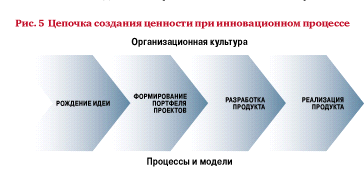 Рис. 5 Цепочка создания ценности при инновационном процессе
Организационная культура
РОЖДЕНИЕ ИДЕИ
ФОРМИРОВАНИЕ
ПОРТФЕЛЯ
ПРОЕКТОВ
РАЗРАБОТКА
ПРОДУКТА
РЕАЛИЗАЦИЯ
ПРОДУКТА
Процессы и модели